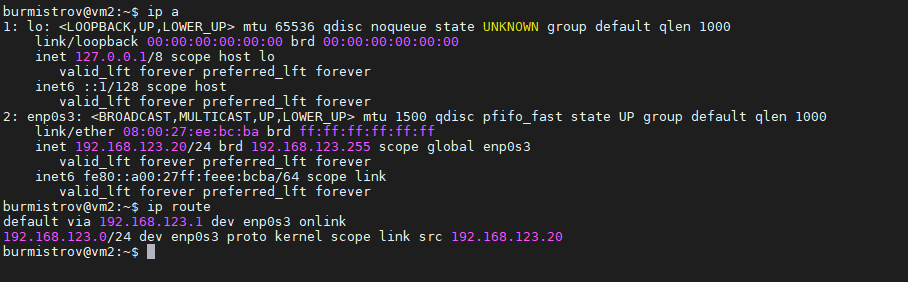 burmistrov@vm2:~$ ip a
1: lo: <LOOPBACK,UP,LOWER_UP> mtu 65536 qdisc noqueue state UNKNOWN group default qlen 1000
    link/loopback 00:00:00:00:00:00 brd 00:00:00:00:00:00
    inet 127.0.0.1/8 scope host lo
       valid_lft forever preferred_lft forever
    inet6 ::1/128 scope host
       valid_lft forever preferred_lft forever
2: enp0s3: <BROADCAST,MULTICAST,UP,LOWER_UP> mtu 1500 qdisc pfifo_fast state UP group default qlen 1000
    link/ether 08:00:27:ee:bc:ba brd ff:ff:ff:ff:ff:ff
    inet 192.168.123.20/24 brd 192.168.123.255 scope global enp0s3
       valid_lft forever preferred_lft forever
    inet6 fe80::a00:27ff:feee:bcba/64 scope link
       valid_lft forever preferred_lft forever
burmistrov@vm2:~$ ip route
default via 192.168.123.1 dev enp0s3 onlink
192.168.123.0/24 dev enp0s3 proto kernel scope link src 192.168.123.20
burmistrov@vm2:~$